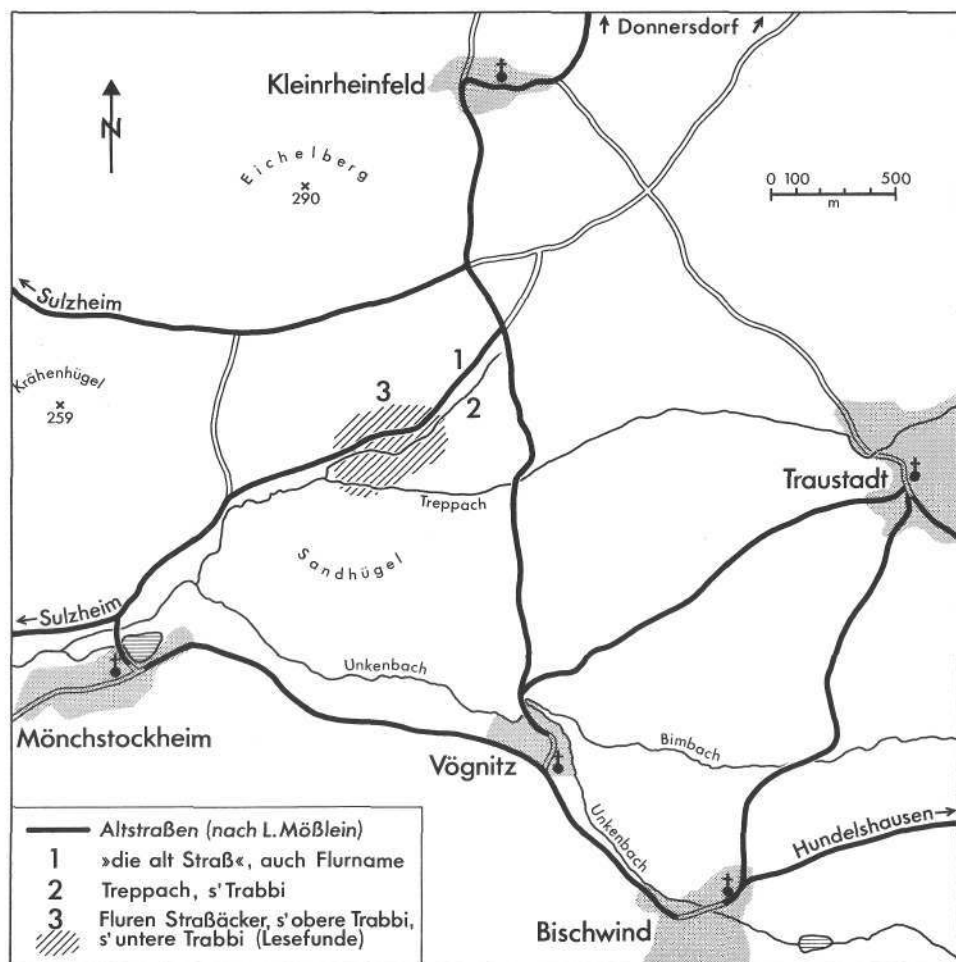 ↑ Donnersdorf ↗
Kleinrheinfeld
N
Eichelberg
×
290
0 100 500
m
← Sulzheim
Krähenhügel
×
259
1
3
2
Traustadt
Treppach
Sandhügel
← Sulzheim
Unkenbach
Mönchstockheim
Vögnitz
Bimbach
Unkenbach
Hundelshausen →
Bischwind
Altstraßen (nach L. Mößlein)
1 »die alt Straß«, auch Flurname
2 Treppach, s'Trabbi
3 Fluren Straßäcker, s'obere Trabbi,
s'untere Trabbi (Lesefunde)